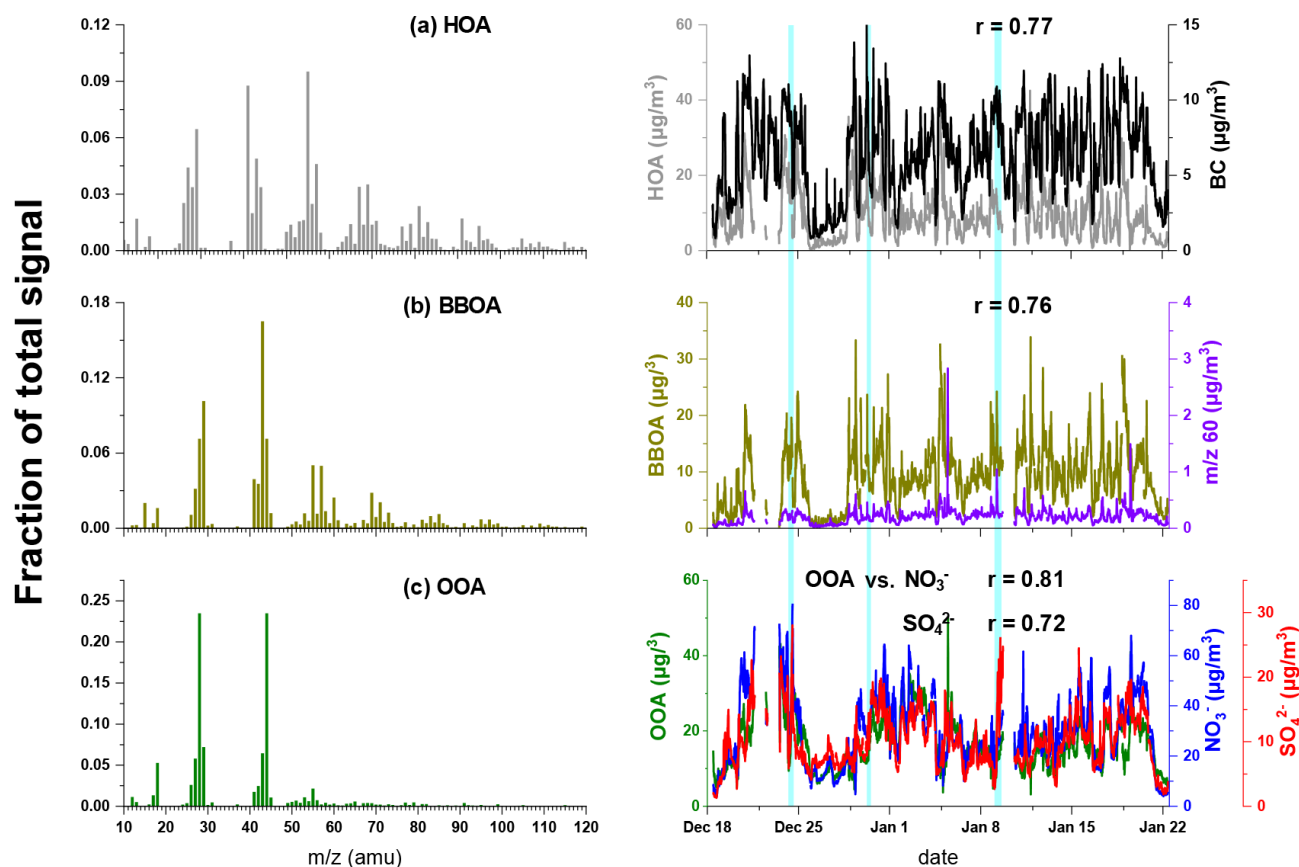 Fraction of total signal
(a) HOA
0.12
0.09
0.06
0.03
0.00
(b) BBOA
0.18
0.12
0.06
0.00
(c) OOA
0.25
0.20
0.15
0.10
0.05
0.00
10 20 30 40 50 60 70 80 90 100 110 120
m/z (amu)
r = 0.77
HOA (µg/m³)
60
40
20
0
BC (µg/m³)
15
10
5
0
r = 0.76
BBOA (µg/³)
40
30
20
10
0
m/z 60 (µg/m³)
4
3
2
1
0
OOA vs. NO₃⁻ r = 0.81
SO₄²⁻ r = 0.72
OOA (µg/³)
60
40
20
0
NO₃⁻ (µg/m³)
80
60
40
20
0
SO₄²⁻ (µg/m³)
30
20
10
0
Dec 18 Dec 25 Jan 1 Jan 8 Jan 15 Jan 22
date